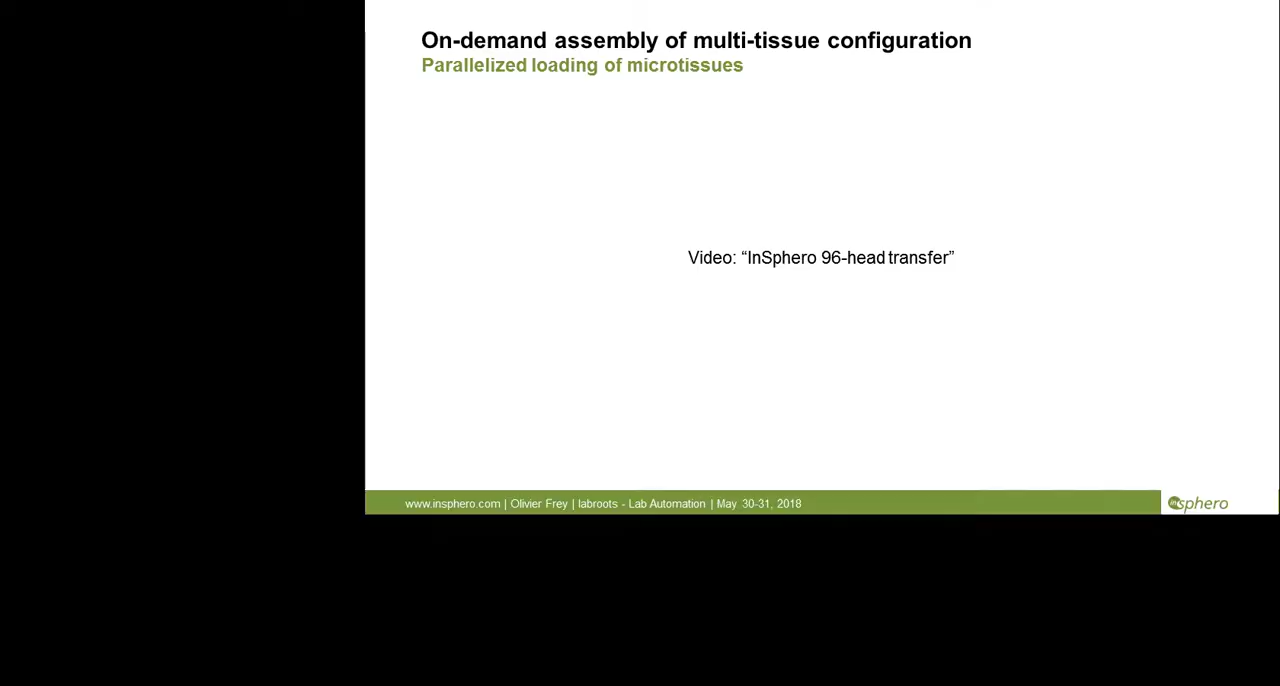 On-demand assembly of multi-tissue configuration
Parallelized loading of microtissues
Video: “InSphero 96-head transfer”
www.insphero.com | Olivier Frey | labroots - Lab Automation | May 30-31, 2018
insphero